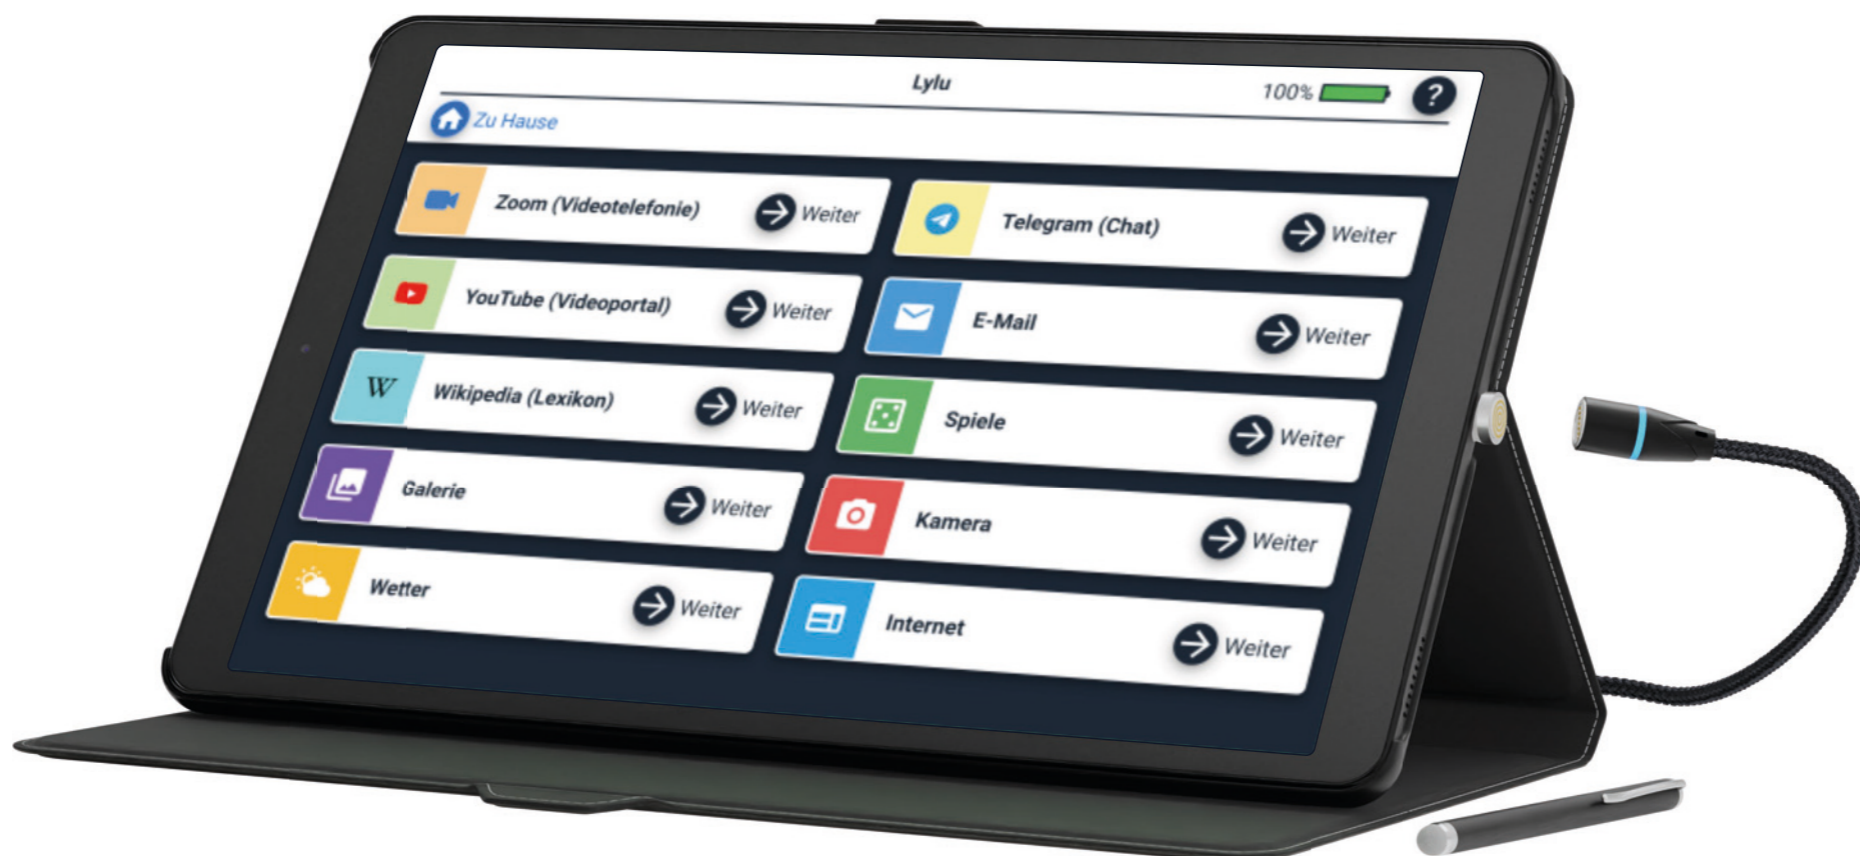 Lylu
100%
?
Zu Hause
Zoom (Videotelefonie)
Weiter
Telegram (Chat)
Weiter
YouTube (Videoportal)
Weiter
E-Mail
Weiter
W
Wikipedia (Lexikon)
Weiter
Spiele
Weiter
Galerie
Weiter
Kamera
Weiter
Wetter
Weiter
Internet
Weiter